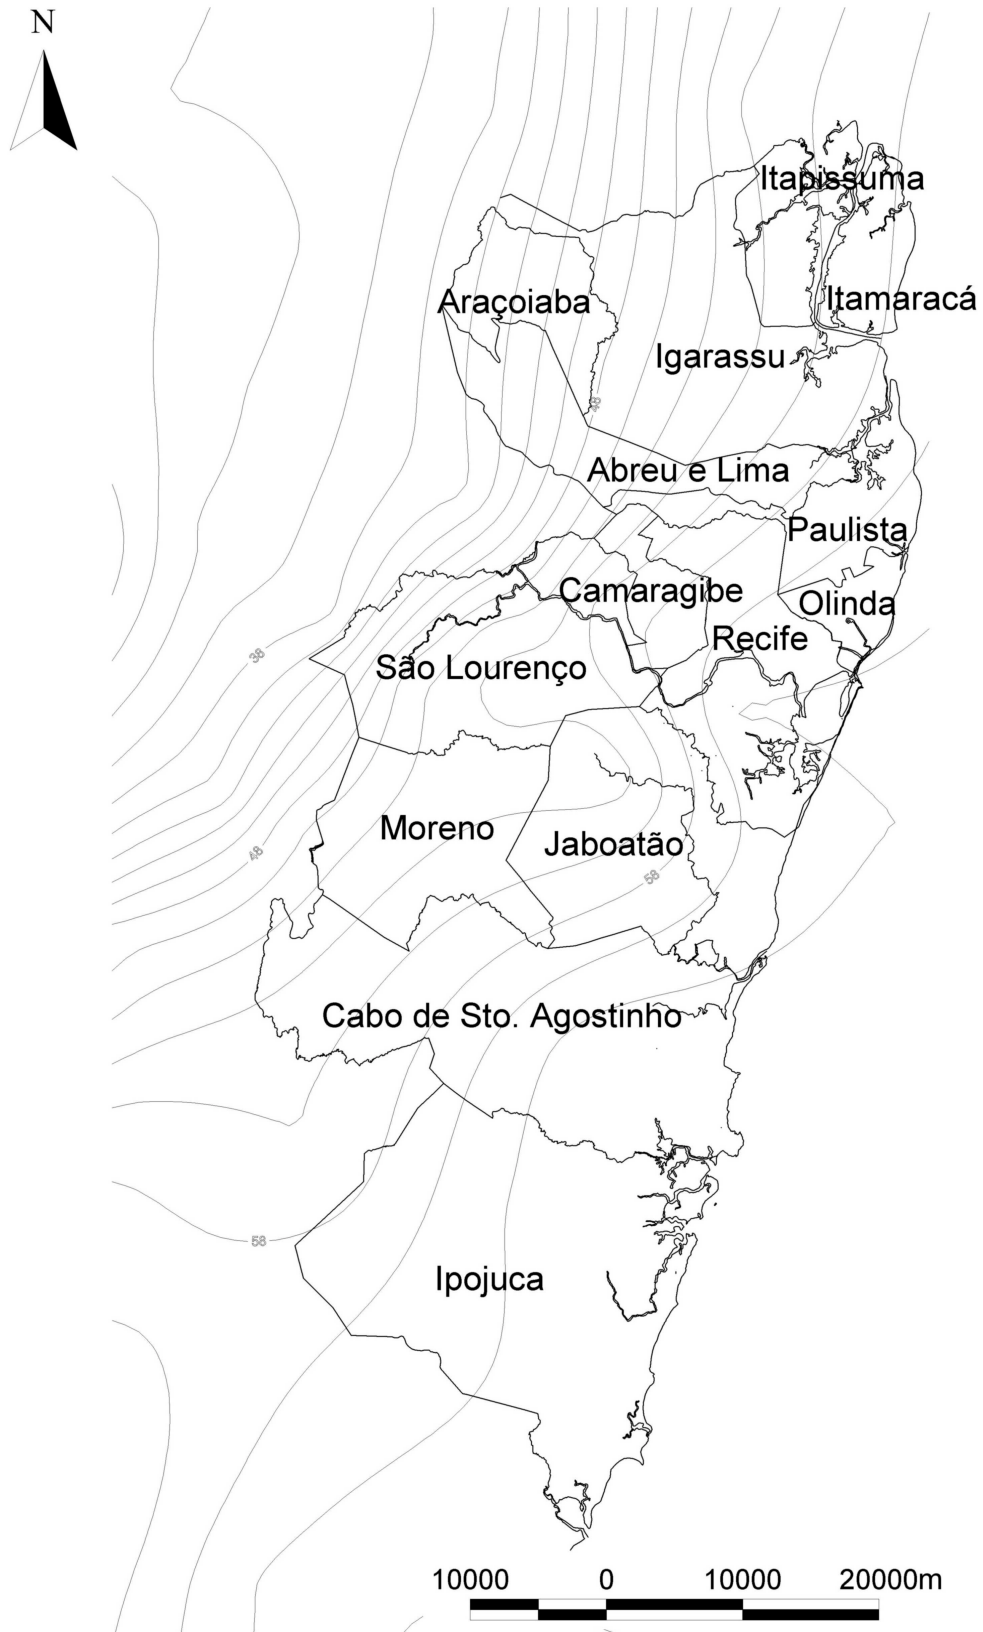 N
Itapissuma
Araçoiaba
Itamaracá
Igarassu
48
Abreu e Lima
Paulista
Camaragibe
Olinda
Recife
38
São Lourenço
Moreno
Jaboatão
48
58
Cabo de Sto. Agostinho
58
Ipojuca
10000 0 10000 20000m